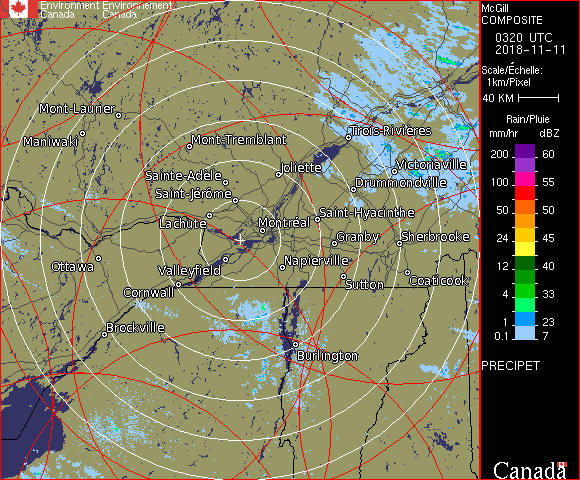 Environment Environnement
Canada Canada
McGill
COMPOSITE
0320 UTC
2018-11-11
Scale/Échelle:
1km/Pixel
40 KM
Rain/Pluie
mm/hr dBZ
200 60
100 55
50 50
24 45
12 40
4 33
1 23
0.1 7
PRECIPET
Mont-Laurier
Maniwaki
Mont-Tremblant
Trois-Rivières
Sainte-Adèle
Joliette
Victoriaville
Saint-Jérôme
Drummondville
Lachute
Montréal
Saint-Hyacinthe
Granby
Sherbrooke
Ottawa
Valleyfield
Napierville
Cornwall
Sutton
Coaticook
Brockville
Burlington
Canada